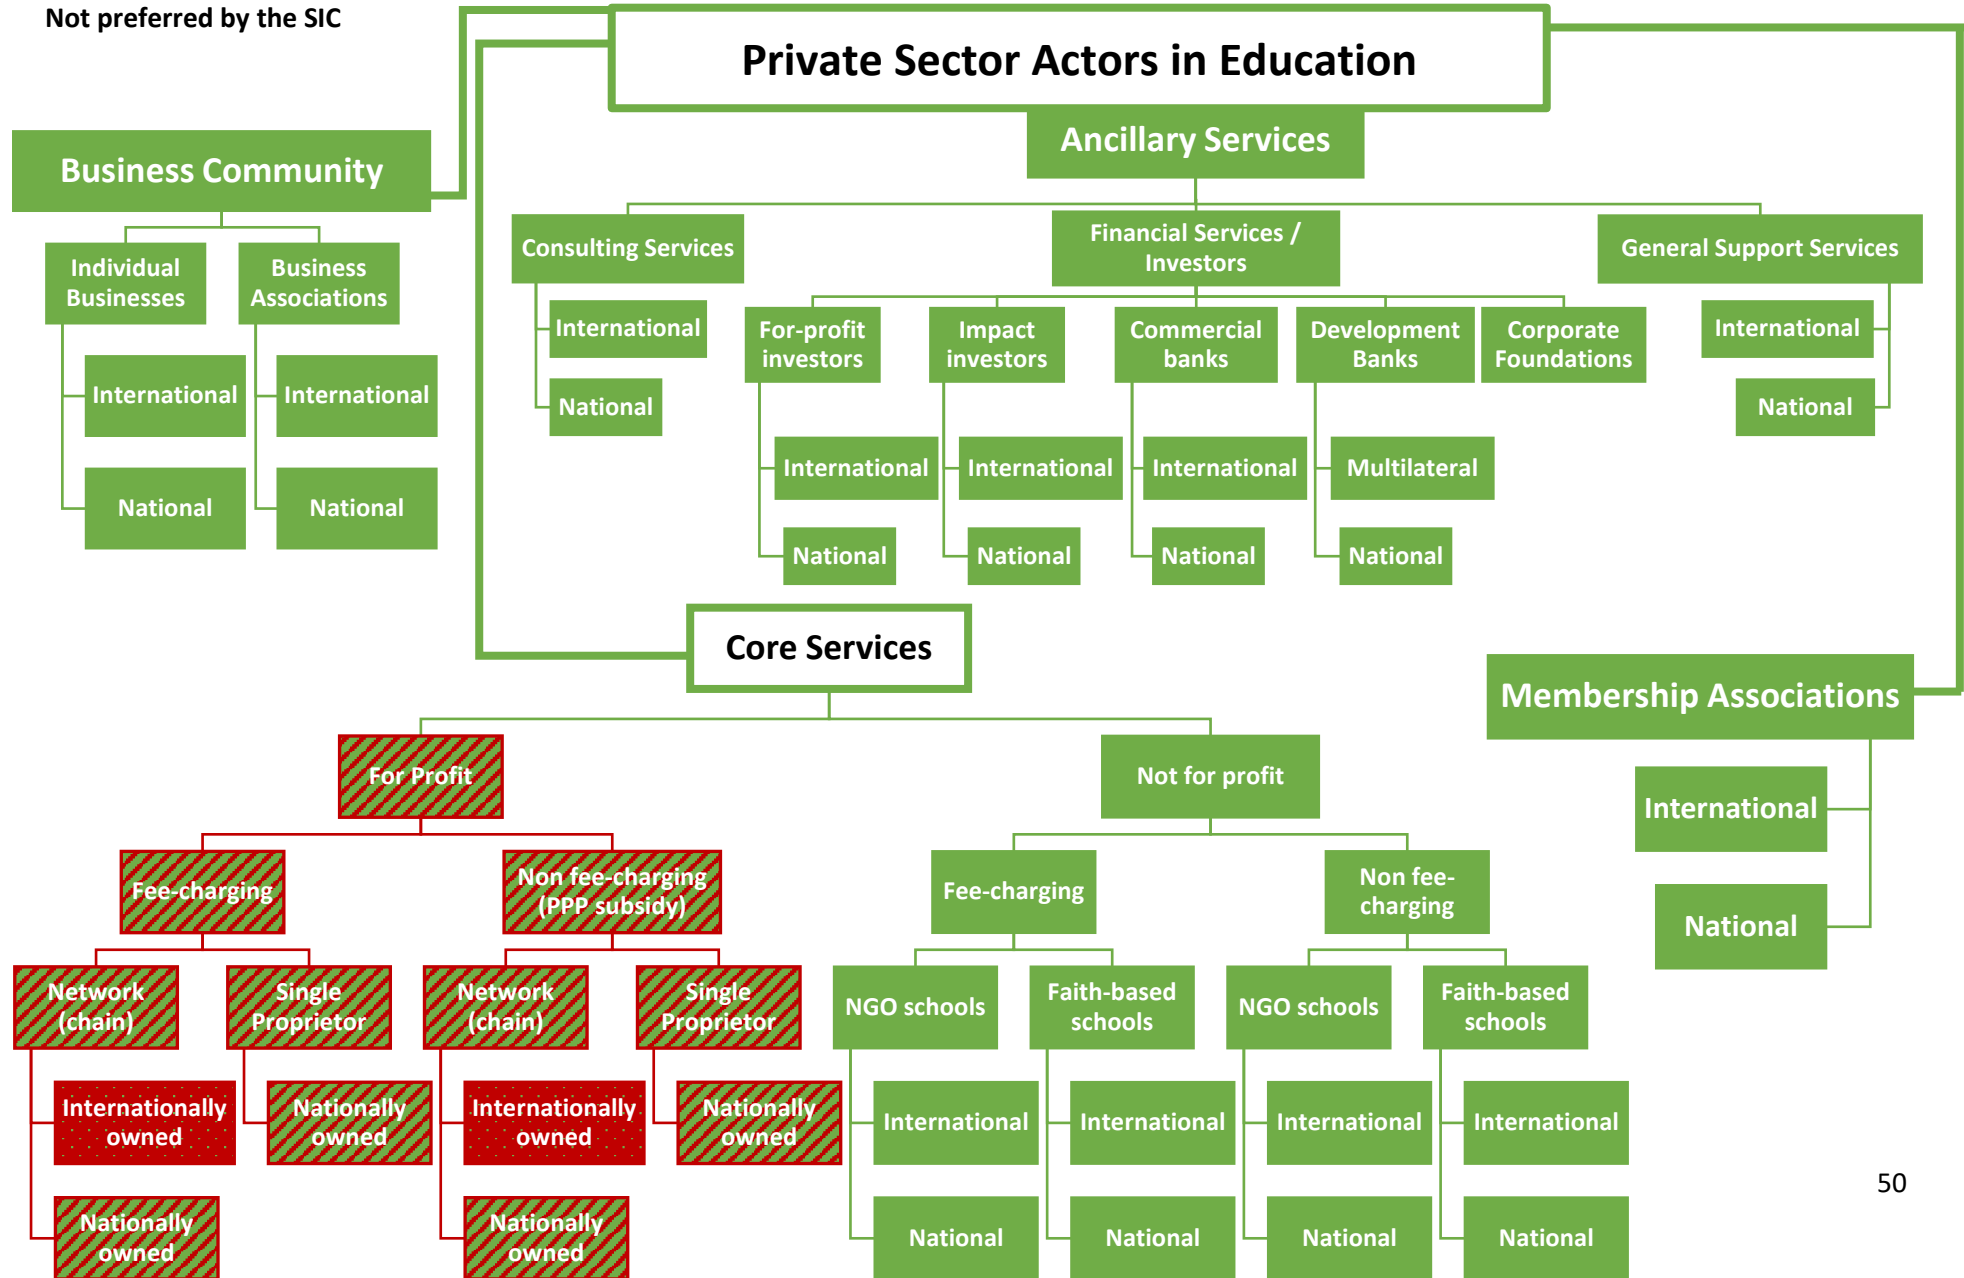 Not preferred by the SIC
Private Sector Actors in Education
Ancillary Services
Business Community
Individual
Businesses
Business
Associations
International
International
National
National
Consulting Services
International
National
Financial Services /
Investors
For-profit
investors
Impact
investors
Commercial
banks
Development
Banks
Corporate
Foundations
International
International
International
Multilateral
National
National
National
National
General Support Services
International
National
Core Services
Membership Associations
International
National
For Profit
Not for profit
Fee-charging
Non fee-charging
(PPP subsidy)
Fee-charging
Non fee-
charging
Network
(chain)
Single
Proprietor
Network
(chain)
Single
Proprietor
NGO schools
Faith-based
schools
NGO schools
Faith-based
schools
Internationally
owned
Nationally
owned
Internationally
owned
Nationally
owned
International
International
International
International
Nationally
owned
Nationally
owned
National
National
National
National
50